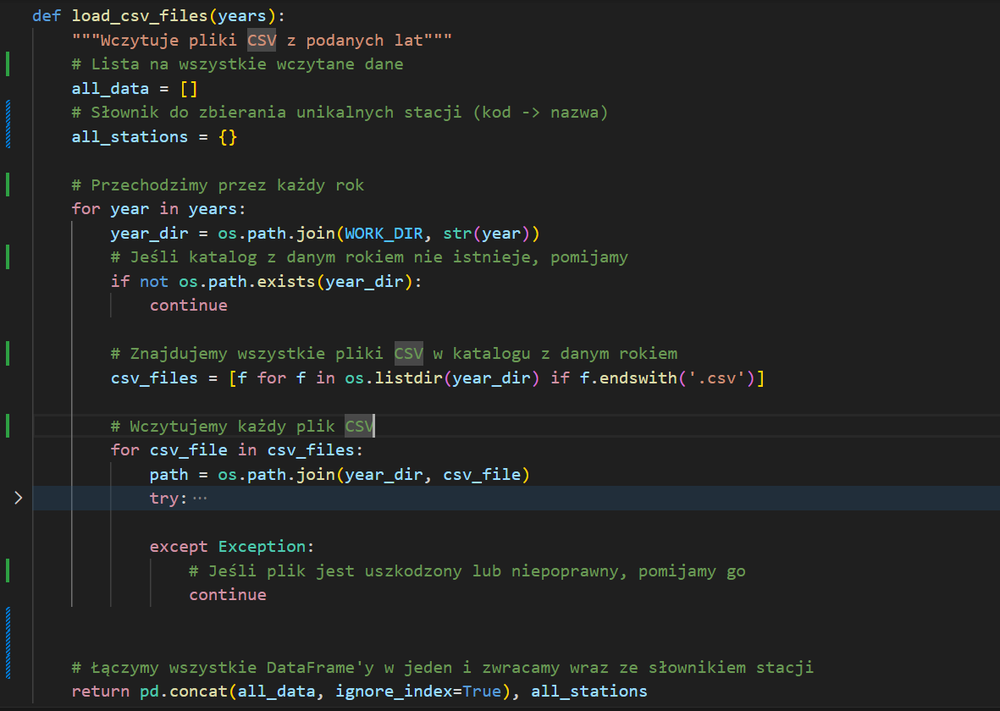 def load_csv_files(years):
"""Wczytuje pliki CSV z podanych lat"""
# Lista na wszystkie wczytane dane
all_data = []
# Słownik do zbierania unikalnych stacji (kod -> nazwa)
all_stations = {}
# Przechodzimy przez każdy rok
for year in years:
year_dir = os.path.join(WORK_DIR, str(year))
# Jeśli katalog z danym rokiem nie istnieje, pomijamy
if not os.path.exists(year_dir):
continue
# Znajdujemy wszystkie pliki CSV w katalogu z danym rokiem
csv_files = [f for f in os.listdir(year_dir) if f.endswith('.csv')]
# Wczytujemy każdy plik CSV
for csv_file in csv_files:
path = os.path.join(year_dir, csv_file)
try:···
except Exception:
# Jeśli plik jest uszkodzony lub niepoprawny, pomijamy go
continue
# Łączymy wszystkie DataFrame'y w jeden i zwracamy wraz ze słownikiem stacji
return pd.concat(all_data, ignore_index=True), all_stations